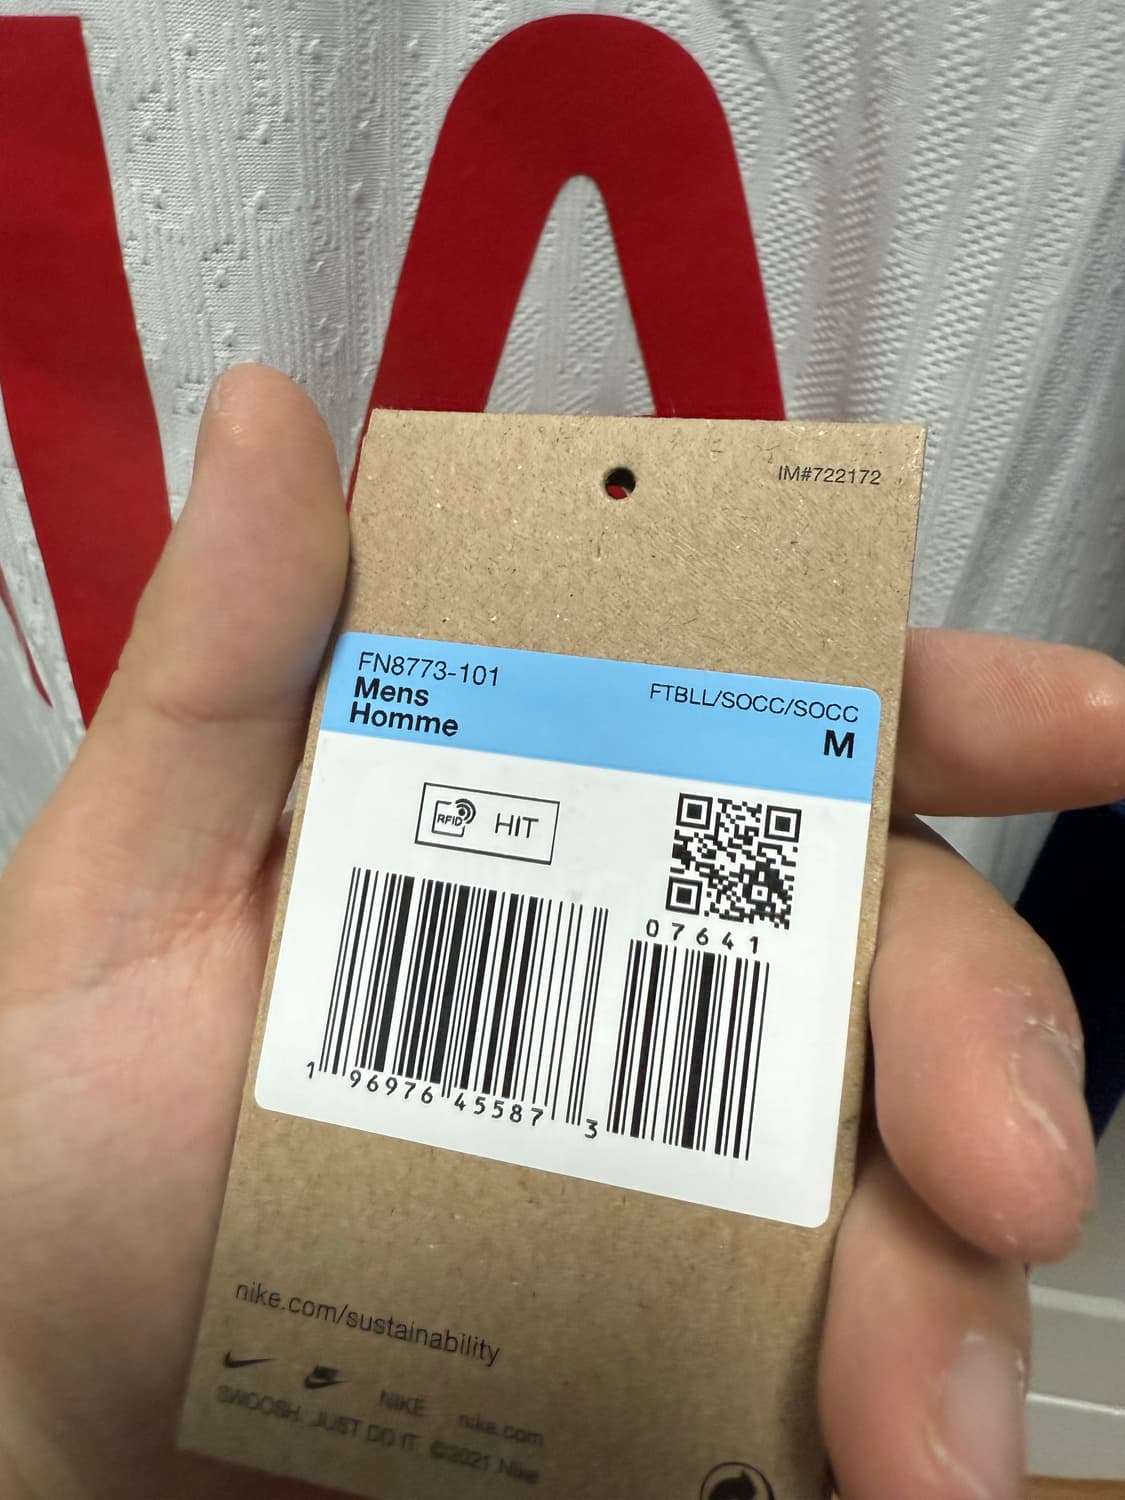 IM#722172
FN8773-101
Mens
Homme
FTBLL/SOCC/SOCC
M
RFID HIT
07641
1 96976 45587 3
nike.com/sustainability
NIKE nike.com
SWOOSH. JUST DO IT. ©2021 Nike